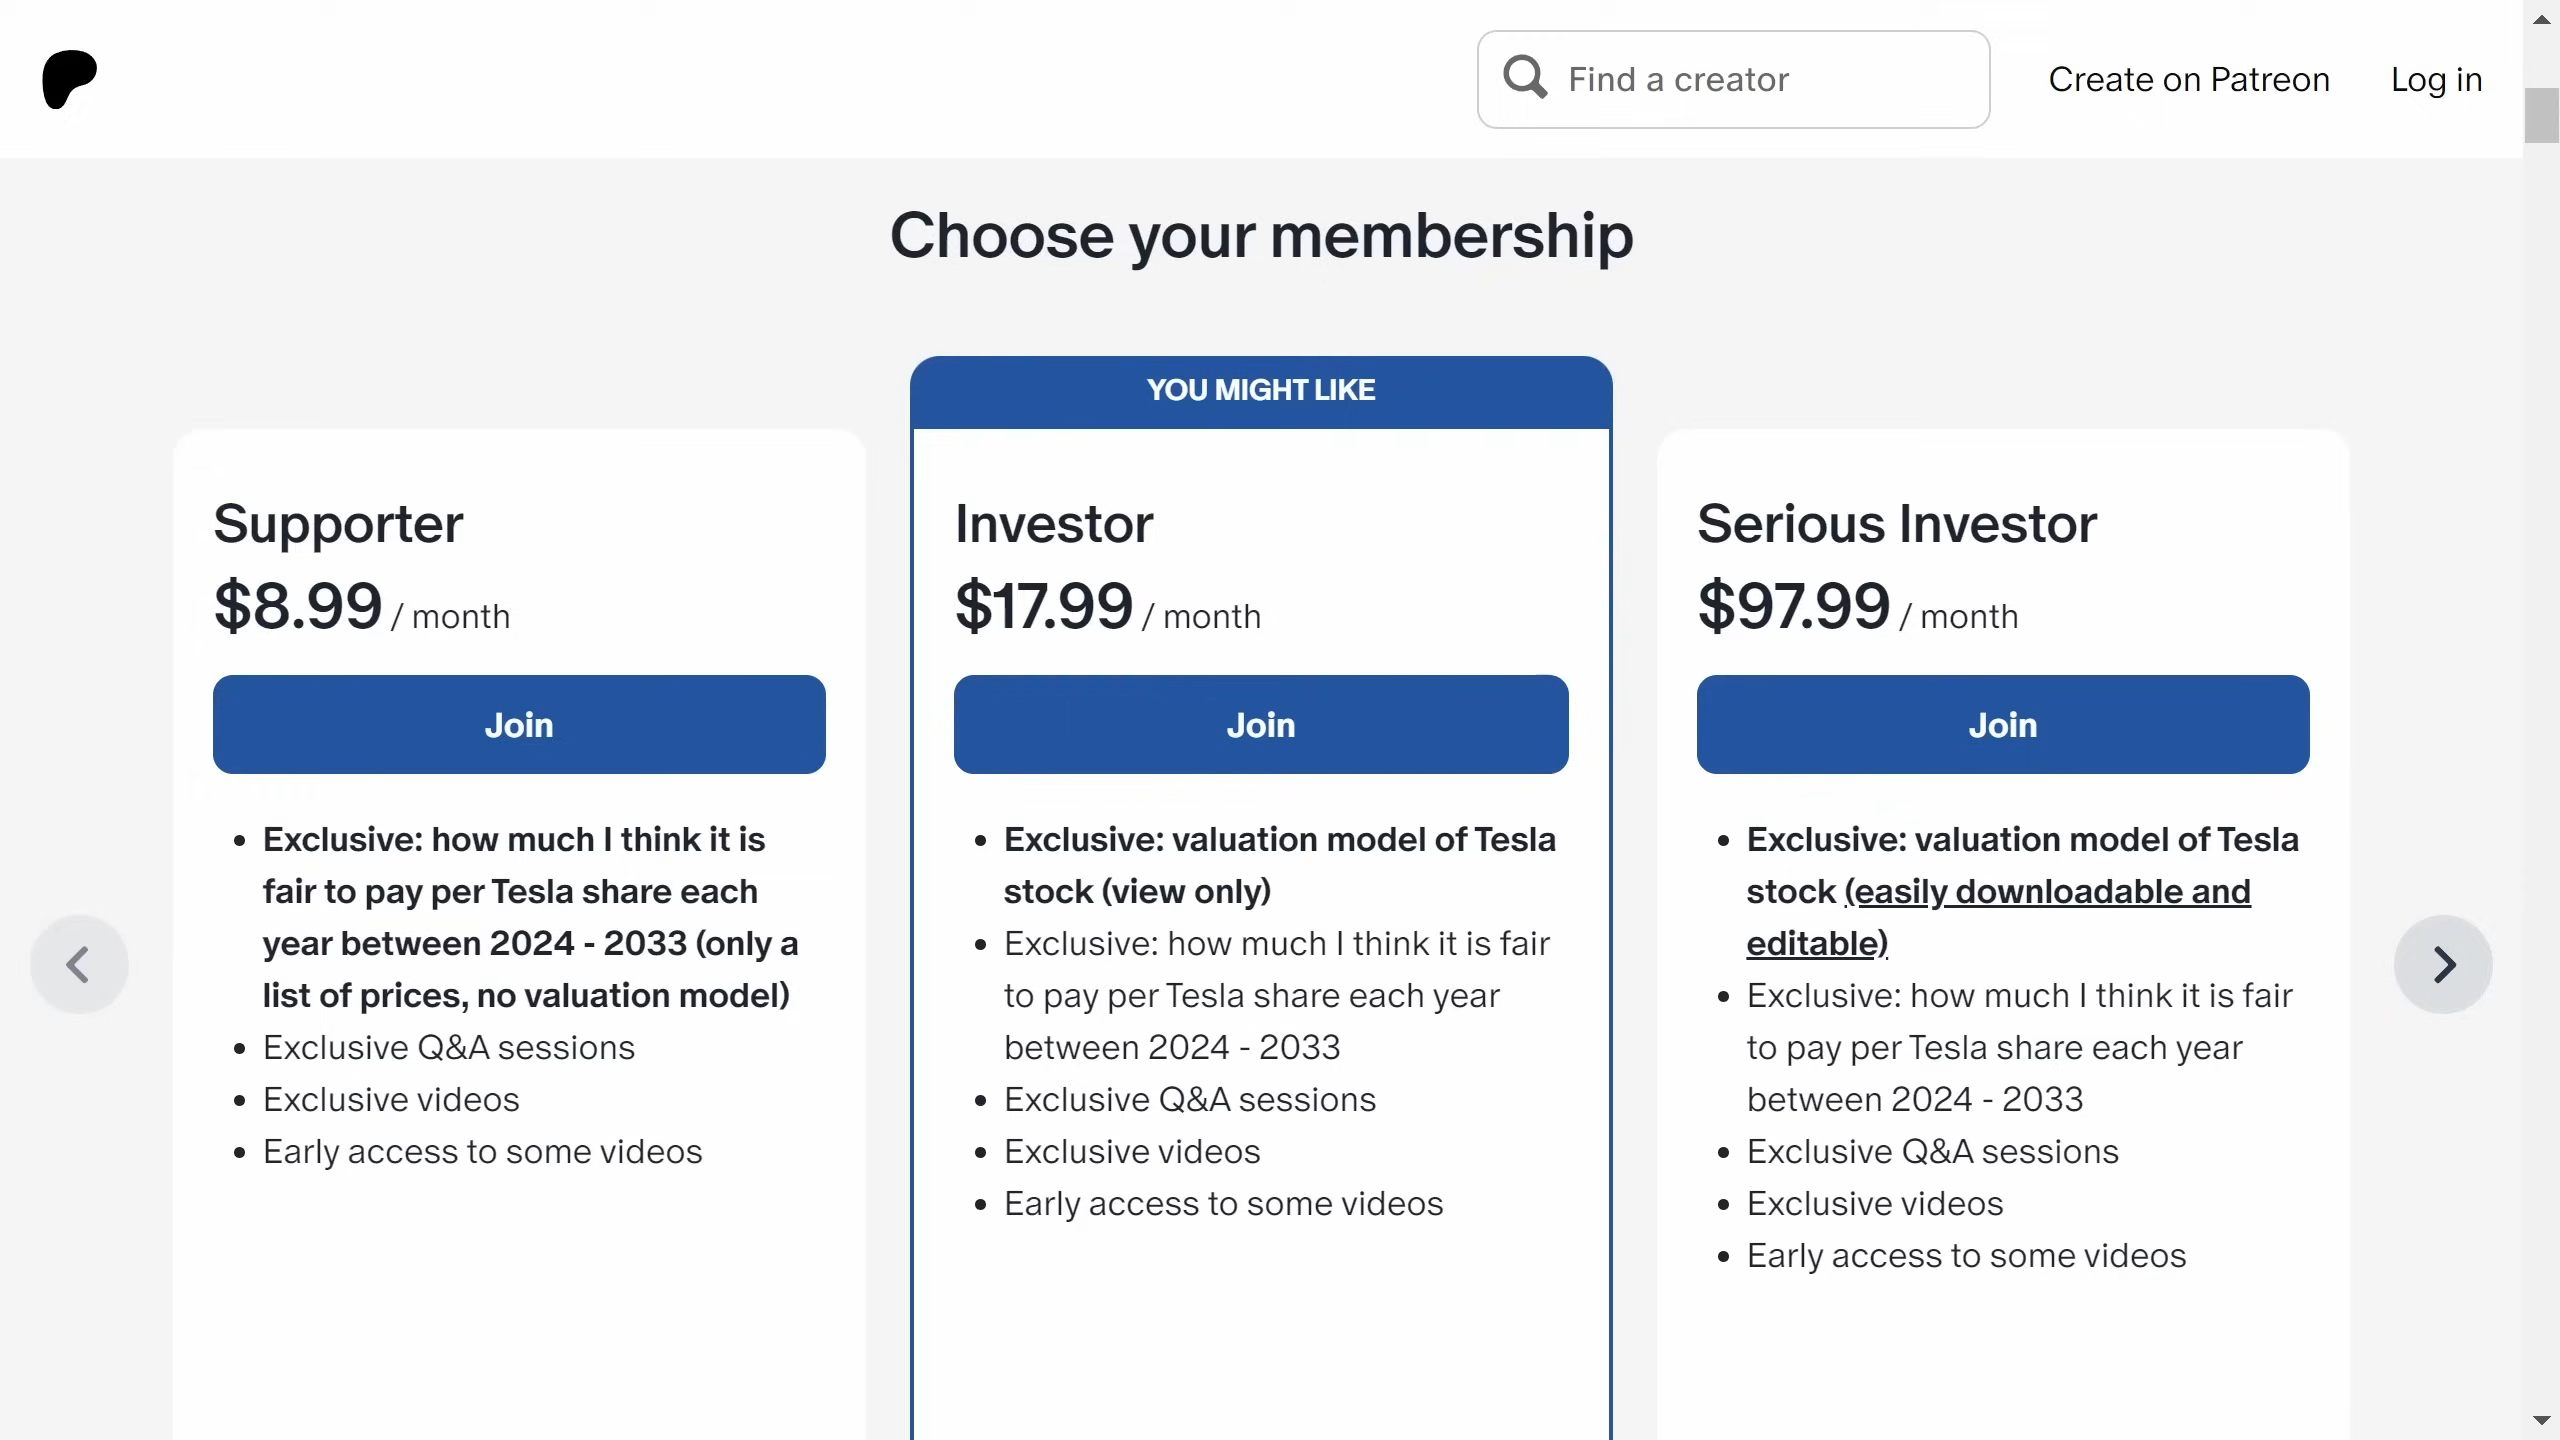 Find a creator
Create on Patreon
Log in
Choose your membership
YOU MIGHT LIKE
Supporter
$8.99 / month
Join
• Exclusive: how much I think it is
fair to pay per Tesla share each
year between 2024 - 2033 (only a
list of prices, no valuation model)
• Exclusive Q&A sessions
• Exclusive videos
• Early access to some videos
Investor
$17.99 / month
Join
• Exclusive: valuation model of Tesla
stock (view only)
• Exclusive: how much I think it is fair
to pay per Tesla share each year
between 2024 - 2033
• Exclusive Q&A sessions
• Exclusive videos
• Early access to some videos
Serious Investor
$97.99 / month
Join
• Exclusive: valuation model of Tesla
stock (easily downloadable and
editable)
• Exclusive: how much I think it is fair
to pay per Tesla share each year
between 2024 - 2033
• Exclusive Q&A sessions
• Exclusive videos
• Early access to some videos